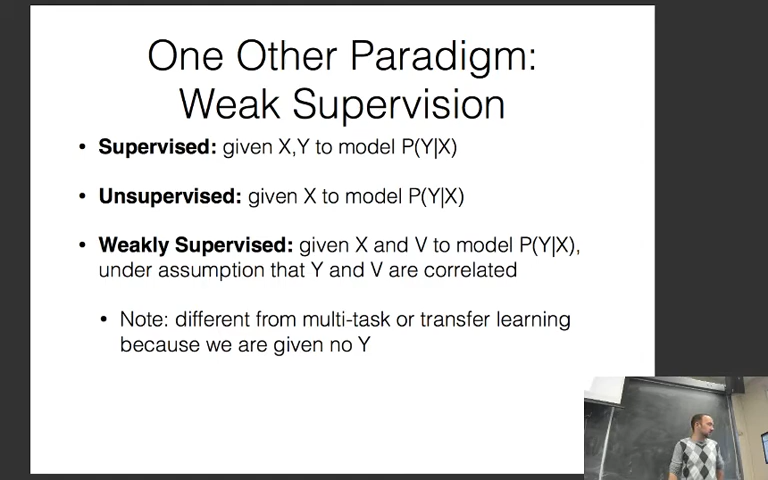 One Other Paradigm:
Weak Supervision
• Supervised: given X,Y to model P(Y|X)
• Unsupervised: given X to model P(Y|X)
• Weakly Supervised: given X and V to model P(Y|X),
under assumption that Y and V are correlated
• Note: different from multi-task or transfer learning
because we are given no Y